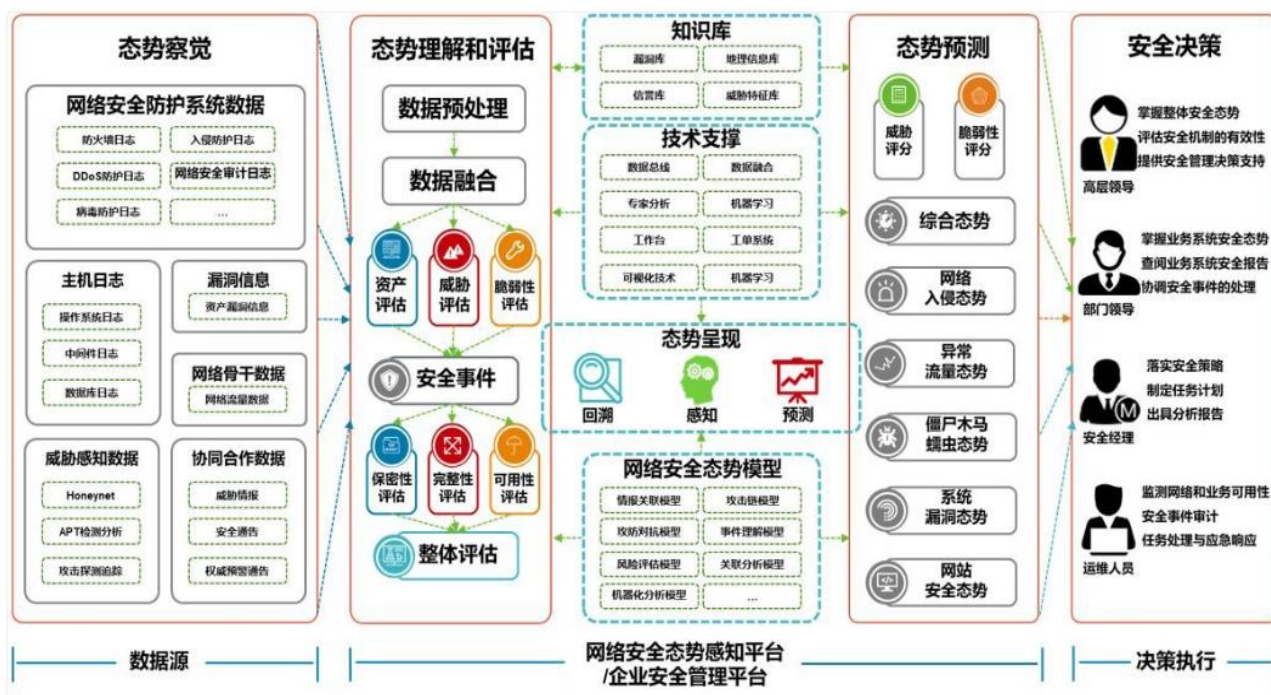 态势察觉
网络安全防护系统数据
防火墙日志
入侵防护日志
DDoS防护日志
网络安全审计日志
病毒防护日志
...
主机日志
操作系统日志
中间件日志
数据库日志
漏洞信息
资产漏洞信息
网络骨干数据
网络流量数据
威胁感知数据
Honeynet
APT检测分析
攻击探测追踪
协同合作数据
威胁情报
安全通告
权威预警通告
数据源
态势理解和评估
数据预处理
数据融合
资产
评估
威胁
评估
脆弱性
评估
安全事件
保密性
评估
完整性
评估
可用性
评估
整体评估
知识库
漏洞库
地理信息库
信誉库
威胁特征库
技术支撑
数据总线
数据融合
专家分析
机器学习
工作台
工单系统
可视化技术
机器学习
态势呈现
回溯
感知
预测
网络安全态势模型
情报关联模型
攻击链模型
攻防对抗模型
事件理解模型
风险评估模型
关联分析模型
机器化分析模型
...
态势预测
威胁
评分
脆弱性
评分
综合态势
网络
入侵态势
异常
流量态势
僵尸木马
蠕虫态势
系统
漏洞态势
网站
安全态势
网络安全态势感知平台
/企业安全管理平台
安全决策
掌握整体安全态势
评估安全机制的有效性
提供安全管理决策支持
高层领导
掌握业务系统安全态势
查阅业务系统安全报告
协调安全事件的处理
部门领导
落实安全策略
制定任务计划
出具分析报告
M
安全经理
监测网络和业务可用性
安全事件审计
任务处理与应急响应
运维人员
决策执行